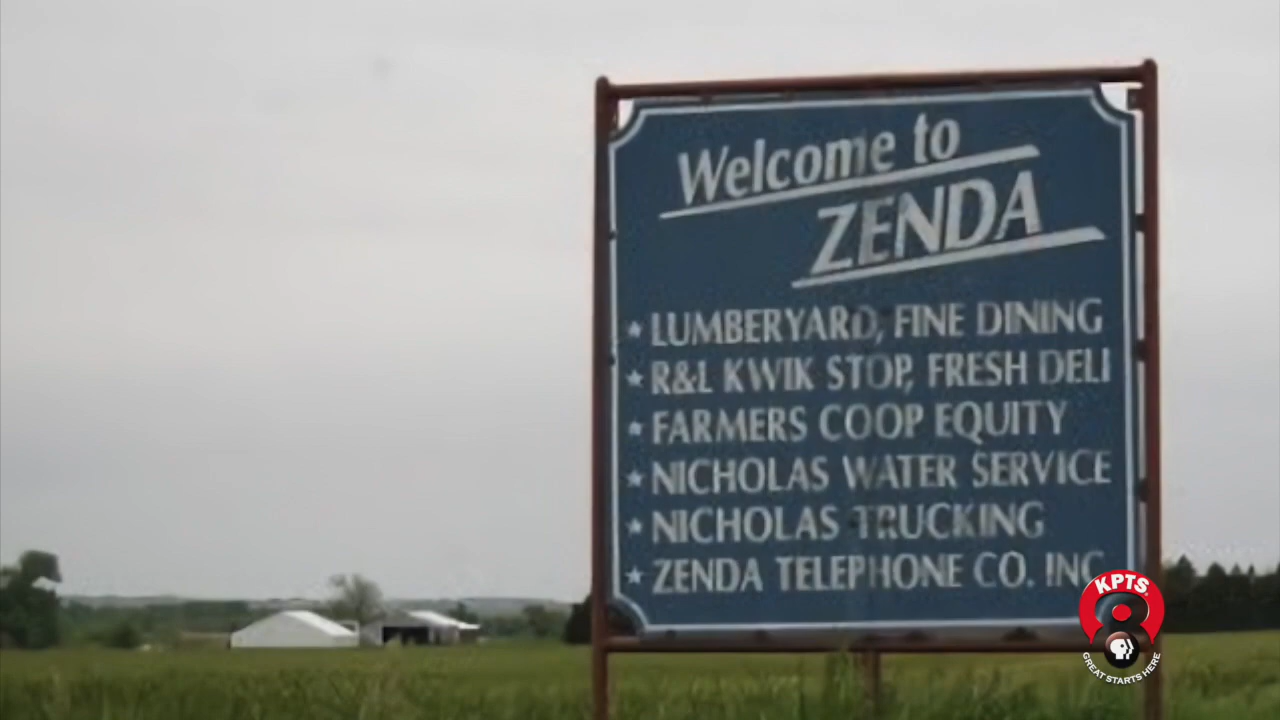 Welcome to
ZENDA
★ LUMBERYARD, FINE DINING
★ R&L KWIK STOP, FRESH DELI
★ FARMERS COOP EQUITY
★ NICHOLAS WATER SERVICE
★ NICHOLAS TRUCKING
★ ZENDA TELEPHONE CO. INC
KPTS
8
GREAT STARTS HERE